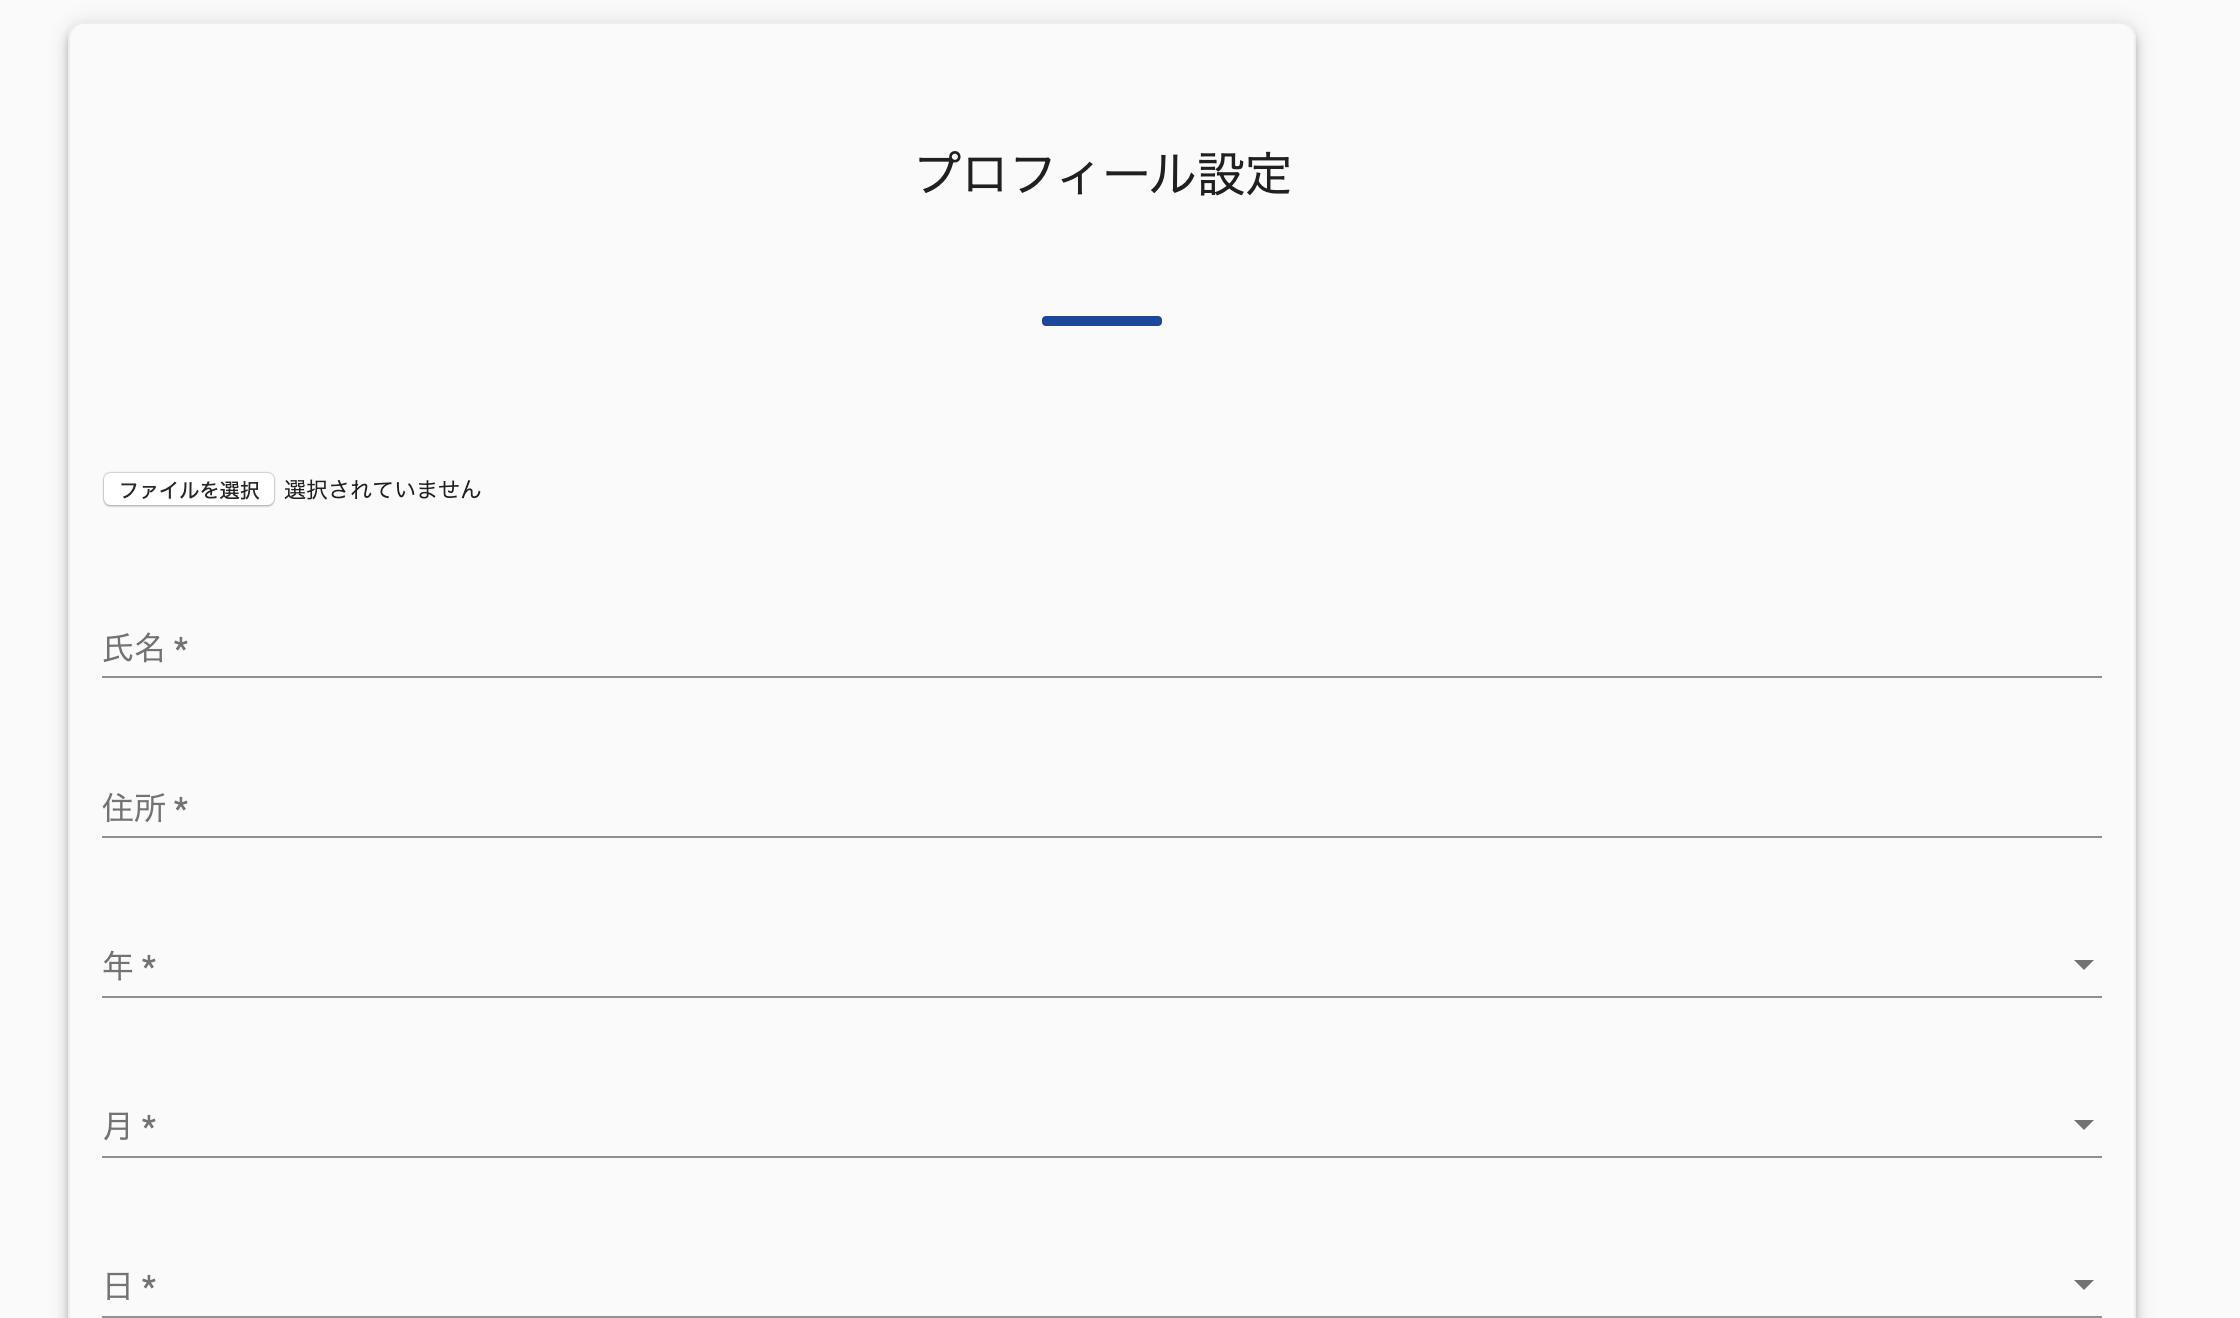 プロフィール設定
ファイルを選択 選択されていません
氏名 *
住所 *
年 *
月 *
日 *